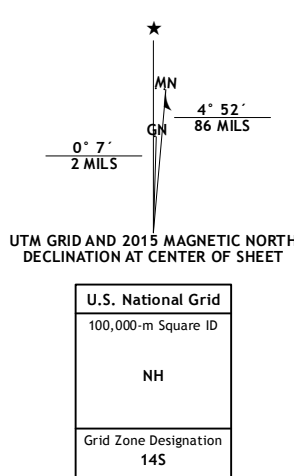 ★
MN
4° 52´
86 MILS
GN
0° 7´
2 MILS
UTM GRID AND 2015 MAGNETIC NORTH
DECLINATION AT CENTER OF SHEET
U.S. National Grid
100,000-m Square ID
NH
Grid Zone Designation
14S